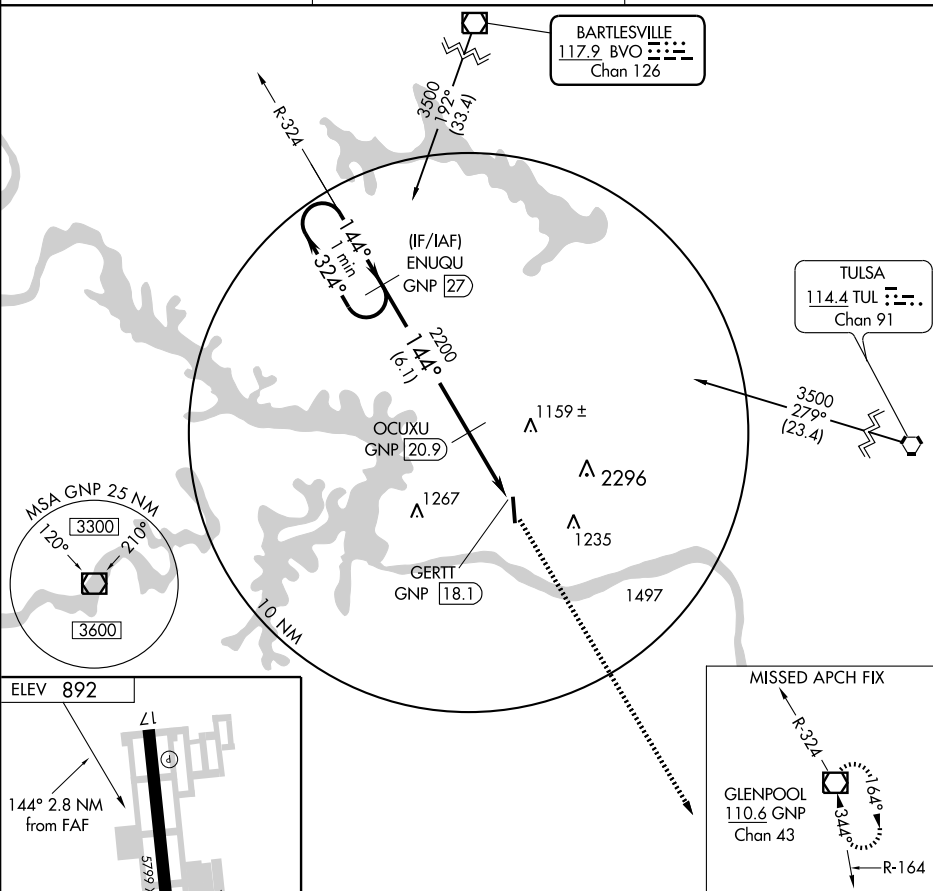 BARTLESVILLE
117.9 BVO
Chan 126
3500
192°
(33.4)
R-324
144°
1 min
324°
(IF/IAF)
ENUQU
GNP 27
TULSA
114.4 TUL
Chan 91
2200
144°
(6.1)
3500
279°
(23.4)
1159 ±
OCUXU
GNP 20.9
2296
1267
1235
MSA GNP 25 NM
3300
120°
210°
3600
GERTT
GNP 18.1
1497
10 NM
ELEV 892
17
P
144° 2.8 NM
from FAF
5799 X
MISSED APCH FIX
R-324
GLENPOOL
110.6 GNP
Chan 43
164°
344°
R-164